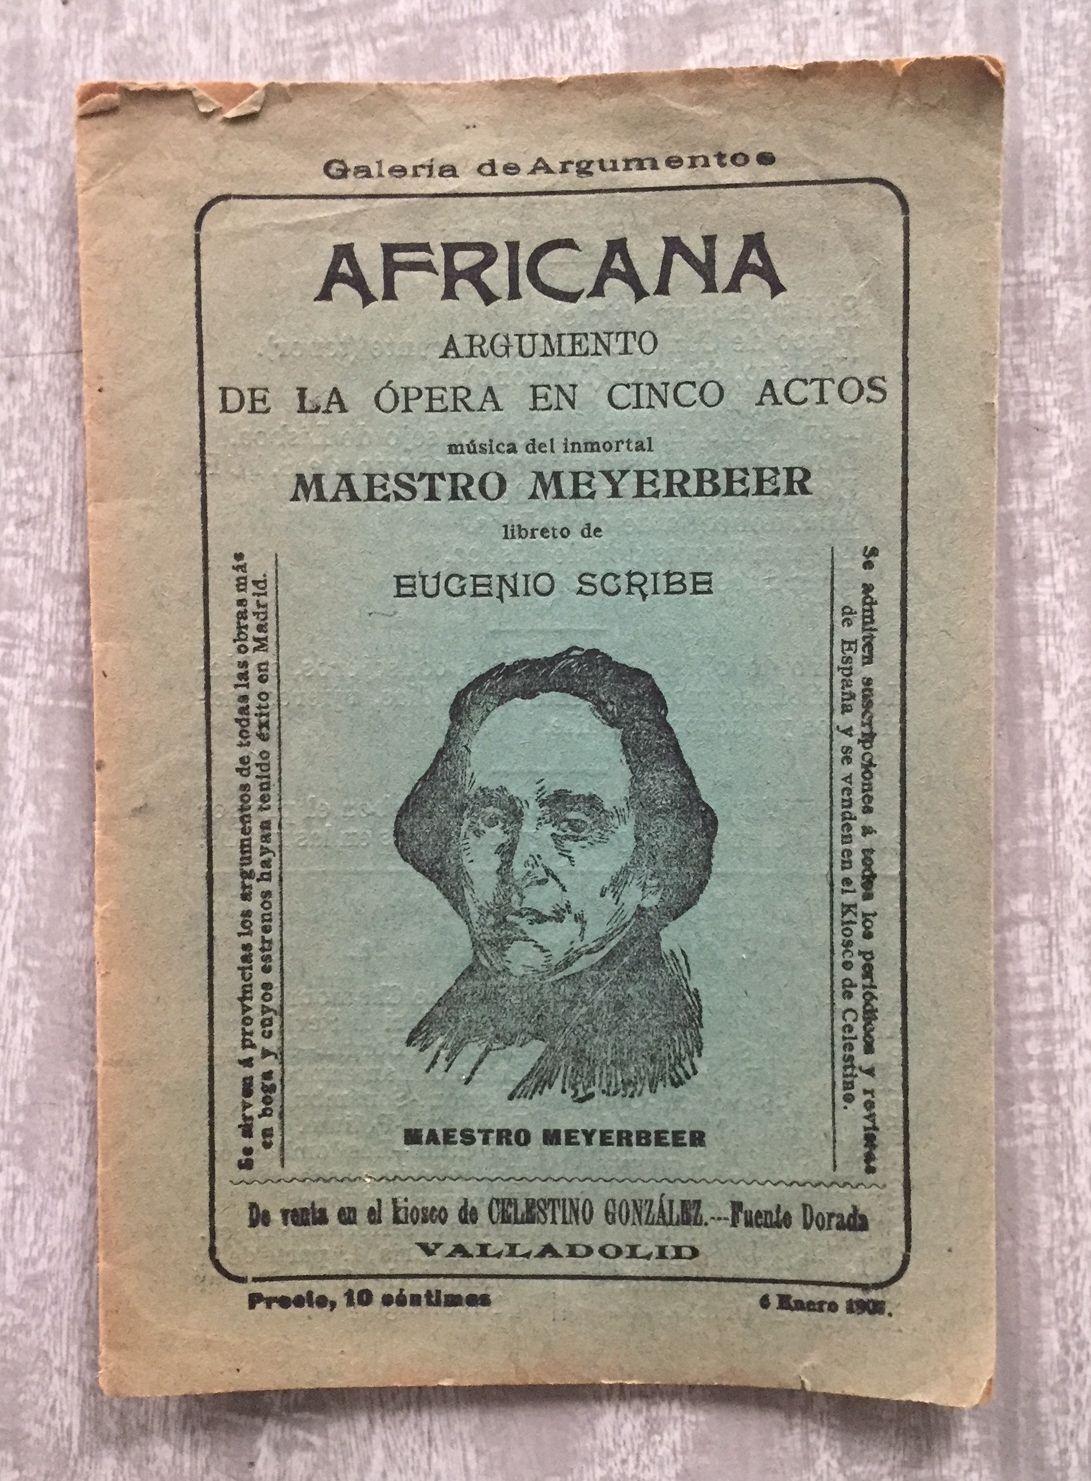 Galería de Argumentos
AFRICANA
ARGUMENTO
DE LA ÓPERA EN CINCO ACTOS
música del inmortal
MAESTRO MEYERBEER
libreto de
EUGENIO SCRIBE
Se sirven á provincias los argumentos de todas las obras más
en boga y cuyos estrenos hayan tenido éxito en Madrid.
Se admiten suscripciones á todos los periódicos y revistas
de España y se venden en el Kiosco de Celestino.
MAESTRO MEYERBEER
De venta en el kiosco de CELESTINO GONZÁLEZ.---Fuente Dorada
VALLADOLID
Precio, 10 céntimos
6 Enero